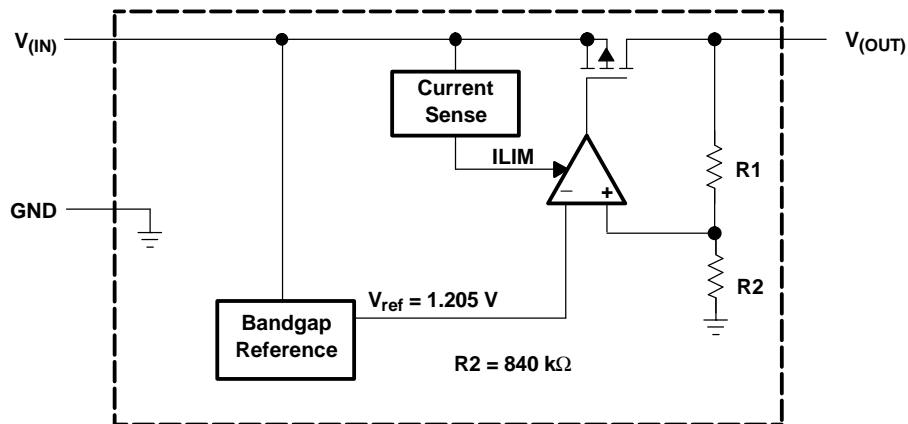 V(IN)
V(OUT)
Current
Sense
ILIM
R1
GND
− +
R2
Vref = 1.205 V
Bandgap
Reference
R2 = 840 kΩ